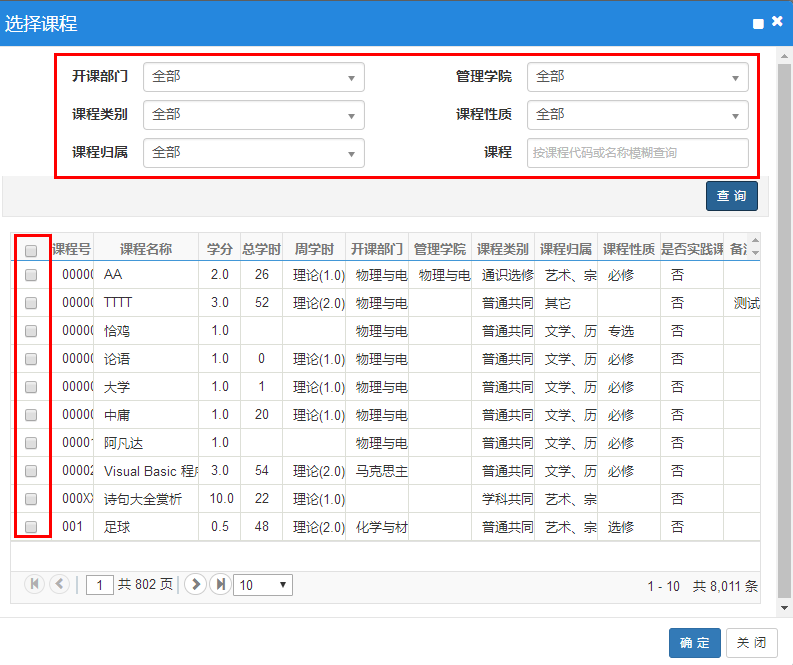 选择课程
开课部门 全部 管理学院 全部
课程类别 全部 课程性质 全部
课程归属 全部 课程 按课程代码或名称模糊查询
查 询
课程号 课程名称 学分 总学时 周学时 开课部门 管理学院 课程类别 课程归属 课程性质 是否实践课
0000 AA 2.0 26 理论(1.0) 物理与电 物理与电 通识选修 艺术、宗 必修 否
0000 TTTT 3.0 52 理论(2.0) 物理与电 普通共同 其它 否 测试
0000 恰鸡 1.0 物理与电 普通共同 文学、历 专选 否
0000 论语 1.0 0 理论(1.0) 物理与电 普通共同 文学、历 必修 否
0000 大学 1.0 1 理论(1.0) 物理与电 普通共同 文学、历 必修 否
0000 中庸 1.0 20 理论(1.0) 物理与电 普通共同 文学、历 必修 否
00001 阿凡达 1.0 物理与电 普通共同 文学、历 必修 否
00002 Visual Basic 程 3.0 54 理论(2.0) 马克思主 普通共同 文学、历 必修 否
000XX 诗句大全赏析 10.0 22 理论(1.0) 学科共同 艺术、宗 否
001 足球 0.5 48 理论(2.0) 化学与材 普通共同 艺术、宗 选修 否
1 共 802 页 10 1 - 10 共 8,011 条
确 定 关 闭